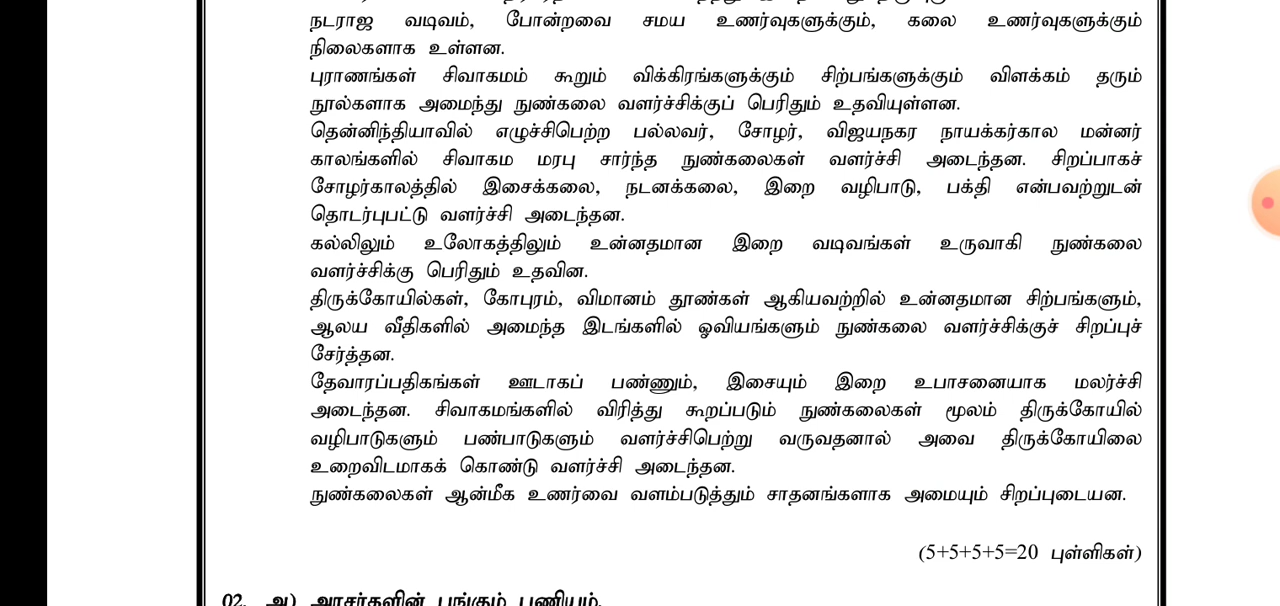 நடராஜ வடிவம், போன்றவை சமய உணர்வுகளுக்கும், கலை உணர்வுகளுக்கும்
நிலைகளாக உள்ளன.
புராணங்கள் சிவாகமம் கூறும் விக்கிரங்களுக்கும் சிற்பங்களுக்கும் விளக்கம் தரும்
நூல்களாக அமைந்து நுண்கலை வளர்ச்சிக்குப் பெரிதும் உதவியுள்ளன.
தென்னிந்தியாவில் எழுச்சிபெற்ற பல்லவர், சோழர், விஜயநகர நாயக்கர்கால மன்னர்
காலங்களில் சிவாகம மரபு சார்ந்த நுண்கலைகள் வளர்ச்சி அடைந்தன. சிறப்பாகச்
சோழர்காலத்தில் இசைக்கலை, நடனக்கலை, இறை வழிபாடு, பக்தி என்பவற்றுடன்
தொடர்புபட்டு வளர்ச்சி அடைந்தன.
கல்லிலும் உலோகத்திலும் உன்னதமான இறை வடிவங்கள் உருவாகி நுண்கலை
வளர்ச்சிக்கு பெரிதும் உதவின.
திருக்கோயில்கள், கோபுரம், விமானம் தூண்கள் ஆகியவற்றில் உன்னதமான சிற்பங்களும்,
ஆலய வீதிகளில் அமைந்த இடங்களில் ஓவியங்களும் நுண்கலை வளர்ச்சிக்குச் சிறப்புச்
சேர்த்தன.
தேவாரப்பதிகங்கள் ஊடாகப் பண்ணும், இசையும் இறை உபாசனையாக மலர்ச்சி
அடைந்தன. சிவாகமங்களில் விரித்து கூறப்படும் நுண்கலைகள் மூலம் திருக்கோயில்
வழிபாடுகளும் பண்பாடுகளும் வளர்ச்சிபெற்று வருவதனால் அவை திருக்கோயிலை
உறைவிடமாகக் கொண்டு வளர்ச்சி அடைந்தன.
நுண்கலைகள் ஆன்மீக உணர்வை வளம்படுத்தும் சாதனங்களாக அமையும் சிறப்புடையன.
(5+5+5+5=20 புள்ளிகள்)
02. அ) அரசர்களின் பங்கும் பணியும்.